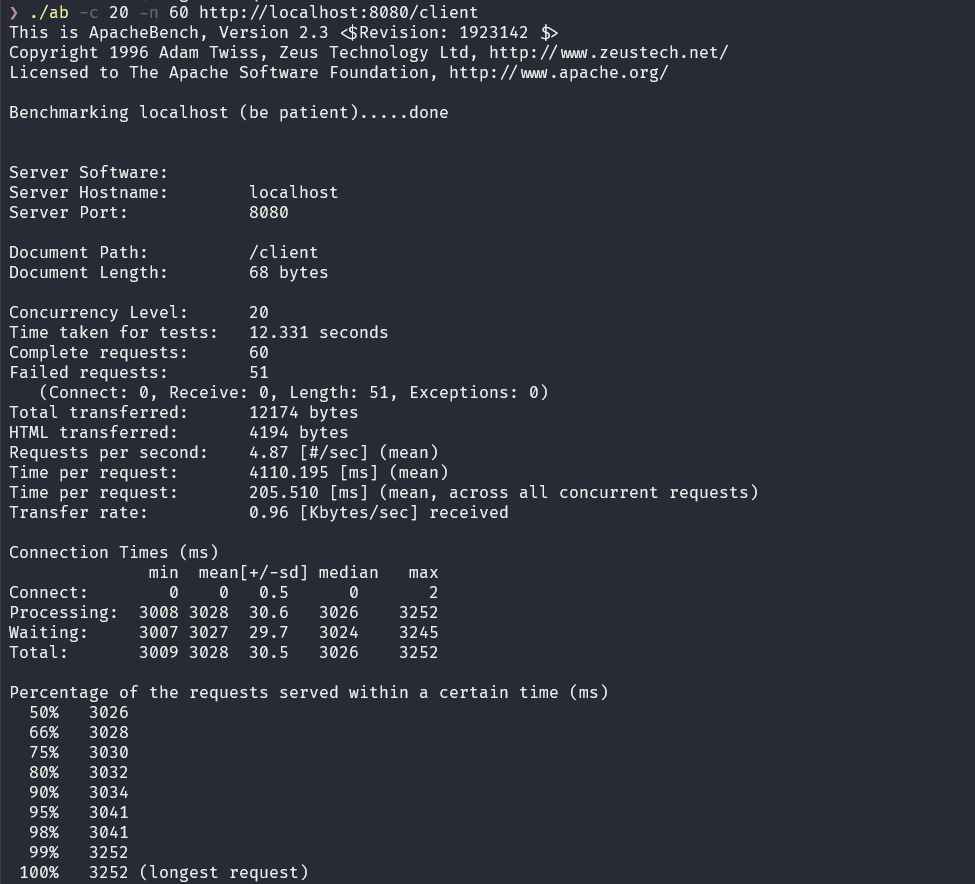 ❯ ./ab -c 20 -n 60 http://localhost:8080/client
This is ApacheBench, Version 2.3 <$Revision: 1923142 $>
Copyright 1996 Adam Twiss, Zeus Technology Ltd, http://www.zeustech.net/
Licensed to The Apache Software Foundation, http://www.apache.org/

Benchmarking localhost (be patient).....done


Server Software:
Server Hostname:        localhost
Server Port:            8080

Document Path:          /client
Document Length:        68 bytes

Concurrency Level:      20
Time taken for tests:   12.331 seconds
Complete requests:      60
Failed requests:        51
   (Connect: 0, Receive: 0, Length: 51, Exceptions: 0)
Total transferred:      12174 bytes
HTML transferred:       4194 bytes
Requests per second:    4.87 [#/sec] (mean)
Time per request:       4110.195 [ms] (mean)
Time per request:       205.510 [ms] (mean, across all concurrent requests)
Transfer rate:          0.96 [Kbytes/sec] received

Connection Times (ms)
              min  mean[+/-sd] median   max
Connect:        0    0   0.5      0       2
Processing:  3008 3028  30.6   3026    3252
Waiting:     3007 3027  29.7   3024    3245
Total:       3009 3028  30.5   3026    3252

Percentage of the requests served within a certain time (ms)
  50%   3026
  66%   3028
  75%   3030
  80%   3032
  90%   3034
  95%   3041
  98%   3041
  99%   3252
 100%   3252 (longest request)